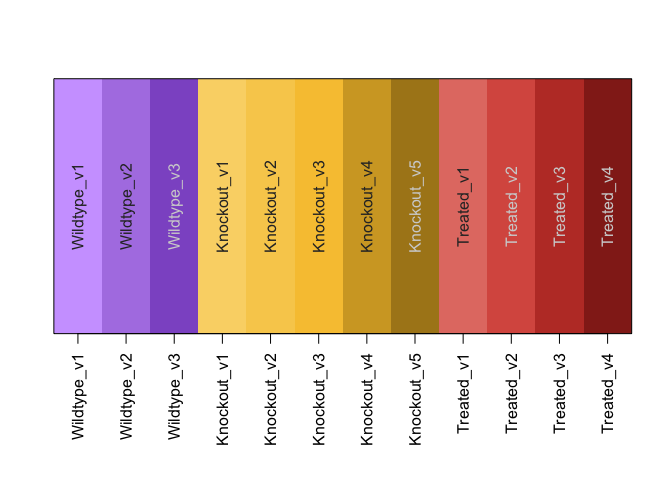 Wildtype_v1
Wildtype_v2
Wildtype_v3
Knockout_v1
Knockout_v2
Knockout_v3
Knockout_v4
Knockout_v5
Treated_v1
Treated_v2
Treated_v3
Treated_v4
Wildtype_v1
Wildtype_v2
Wildtype_v3
Knockout_v1
Knockout_v2
Knockout_v3
Knockout_v4
Knockout_v5
Treated_v1
Treated_v2
Treated_v3
Treated_v4